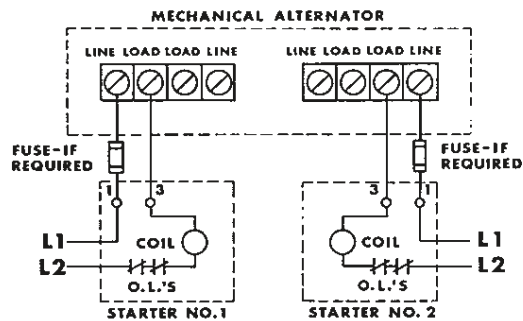 MECHANICAL ALTERNATOR
LINE LOAD LOAD LINE
LINE LOAD LOAD LINE
FUSE-IF
REQUIRED
FUSE-IF
REQUIRED
1 3
3 1
L1
COIL
COIL
L1
L2
L2
O.L.'S
O.L.'S
STARTER NO.1
STARTER NO. 2